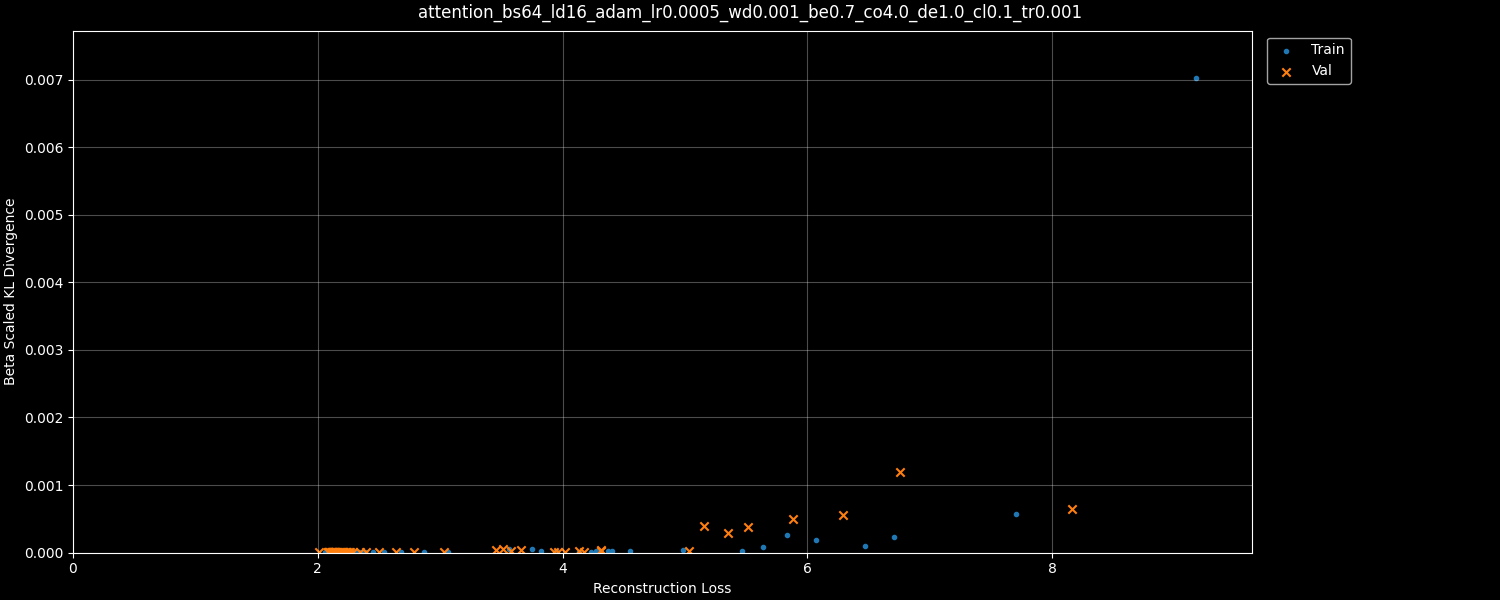 attention_bs64_ld16_adam_lr0.0005_wd0.001_be0.7_co4.0_de1.0_cl0.1_tr0.001
Train
Val
Beta Scaled KL Divergence
0.007
0.006
0.005
0.004
0.003
0.002
0.001
0.000
0
2
4
6
8
Reconstruction Loss